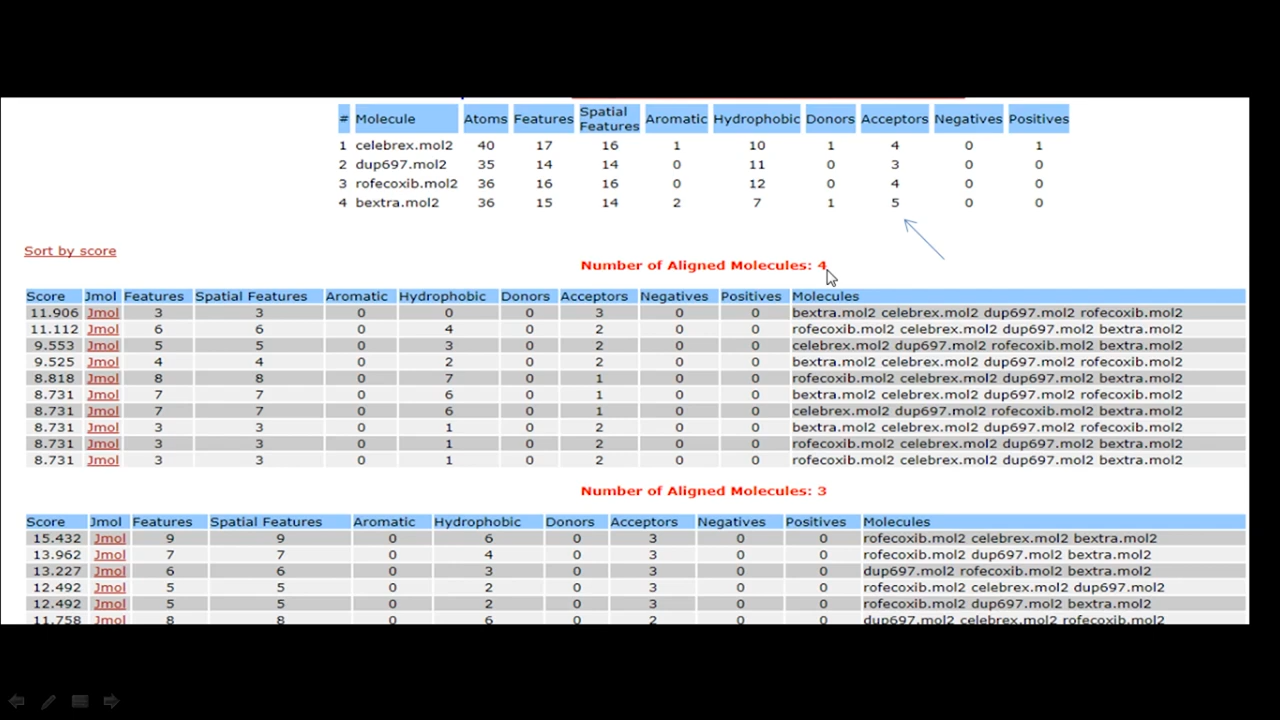 # Molecule Atoms Features Spatial Features Aromatic Hydrophobic Donors Acceptors Negatives Positives
1 celebrex.mol2 40 17 16 1 10 1 4 0 1
2 dup697.mol2 35 14 14 0 11 0 3 0 0
3 rofecoxib.mol2 36 16 16 0 12 0 4 0 0
4 bextra.mol2 36 15 14 2 7 1 5 0 0
Sort by score
Number of Aligned Molecules: 4
Score Jmol Features Spatial Features Aromatic Hydrophobic Donors Acceptors Negatives Positives Molecules
11.906 Jmol 3 3 0 0 0 3 0 0 bextra.mol2 celebrex.mol2 dup697.mol2 rofecoxib.mol2
11.112 Jmol 6 6 0 4 0 2 0 0 rofecoxib.mol2 celebrex.mol2 dup697.mol2 bextra.mol2
9.553 Jmol 5 5 0 3 0 2 0 0 celebrex.mol2 dup697.mol2 rofecoxib.mol2 bextra.mol2
9.525 Jmol 4 4 0 2 0 2 0 0 bextra.mol2 celebrex.mol2 dup697.mol2 rofecoxib.mol2
8.818 Jmol 8 8 0 7 0 1 0 0 rofecoxib.mol2 celebrex.mol2 dup697.mol2 bextra.mol2
8.731 Jmol 7 7 0 6 0 1 0 0 bextra.mol2 celebrex.mol2 dup697.mol2 rofecoxib.mol2
8.731 Jmol 7 7 0 6 0 1 0 0 celebrex.mol2 dup697.mol2 rofecoxib.mol2 bextra.mol2
8.731 Jmol 3 3 0 1 0 2 0 0 bextra.mol2 celebrex.mol2 dup697.mol2 rofecoxib.mol2
8.731 Jmol 3 3 0 1 0 2 0 0 rofecoxib.mol2 celebrex.mol2 dup697.mol2 bextra.mol2
8.731 Jmol 3 3 0 1 0 2 0 0 rofecoxib.mol2 celebrex.mol2 dup697.mol2 bextra.mol2
Number of Aligned Molecules: 3
Score Jmol Features Spatial Features Aromatic Hydrophobic Donors Acceptors Negatives Positives Molecules
15.432 Jmol 9 9 0 6 0 3 0 0 rofecoxib.mol2 celebrex.mol2 bextra.mol2
13.962 Jmol 7 7 0 4 0 3 0 0 rofecoxib.mol2 dup697.mol2 bextra.mol2
13.227 Jmol 6 6 0 3 0 3 0 0 dup697.mol2 rofecoxib.mol2 bextra.mol2
12.492 Jmol 5 5 0 2 0 3 0 0 rofecoxib.mol2 celebrex.mol2 dup697.mol2
12.492 Jmol 5 5 0 2 0 3 0 0 rofecoxib.mol2 dup697.mol2 bextra.mol2
11.758 Jmol 8 8 0 6 0 2 0 0 dup697.mol2 celebrex.mol2 rofecoxib.mol2